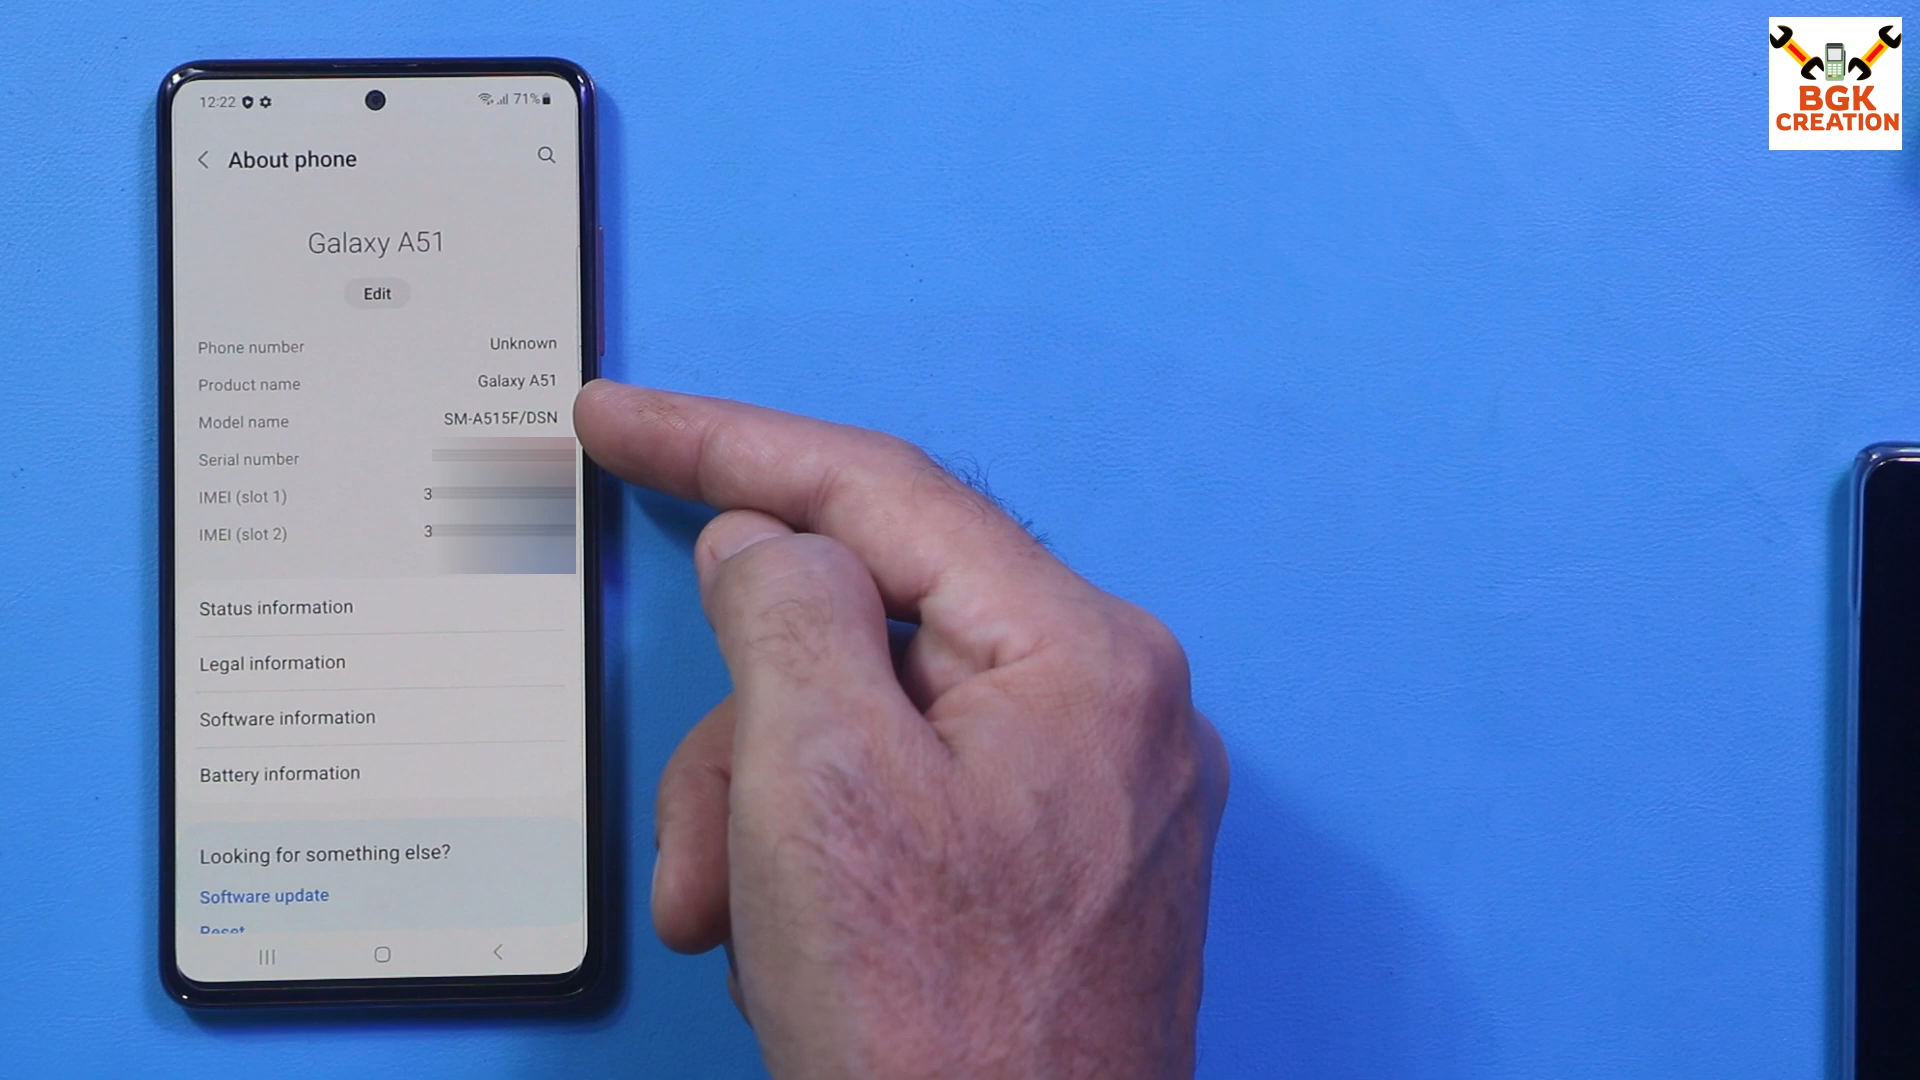 12:22
71%
About phone
Galaxy A51
Edit
Phone number Unknown
Product name Galaxy A51
Model name SM-A515F/DSN
Serial number
IMEI (slot 1) 3
IMEI (slot 2) 3
Status information
Legal information
Software information
Battery information
Looking for something else?
Software update
Reset
BGK
CREATION